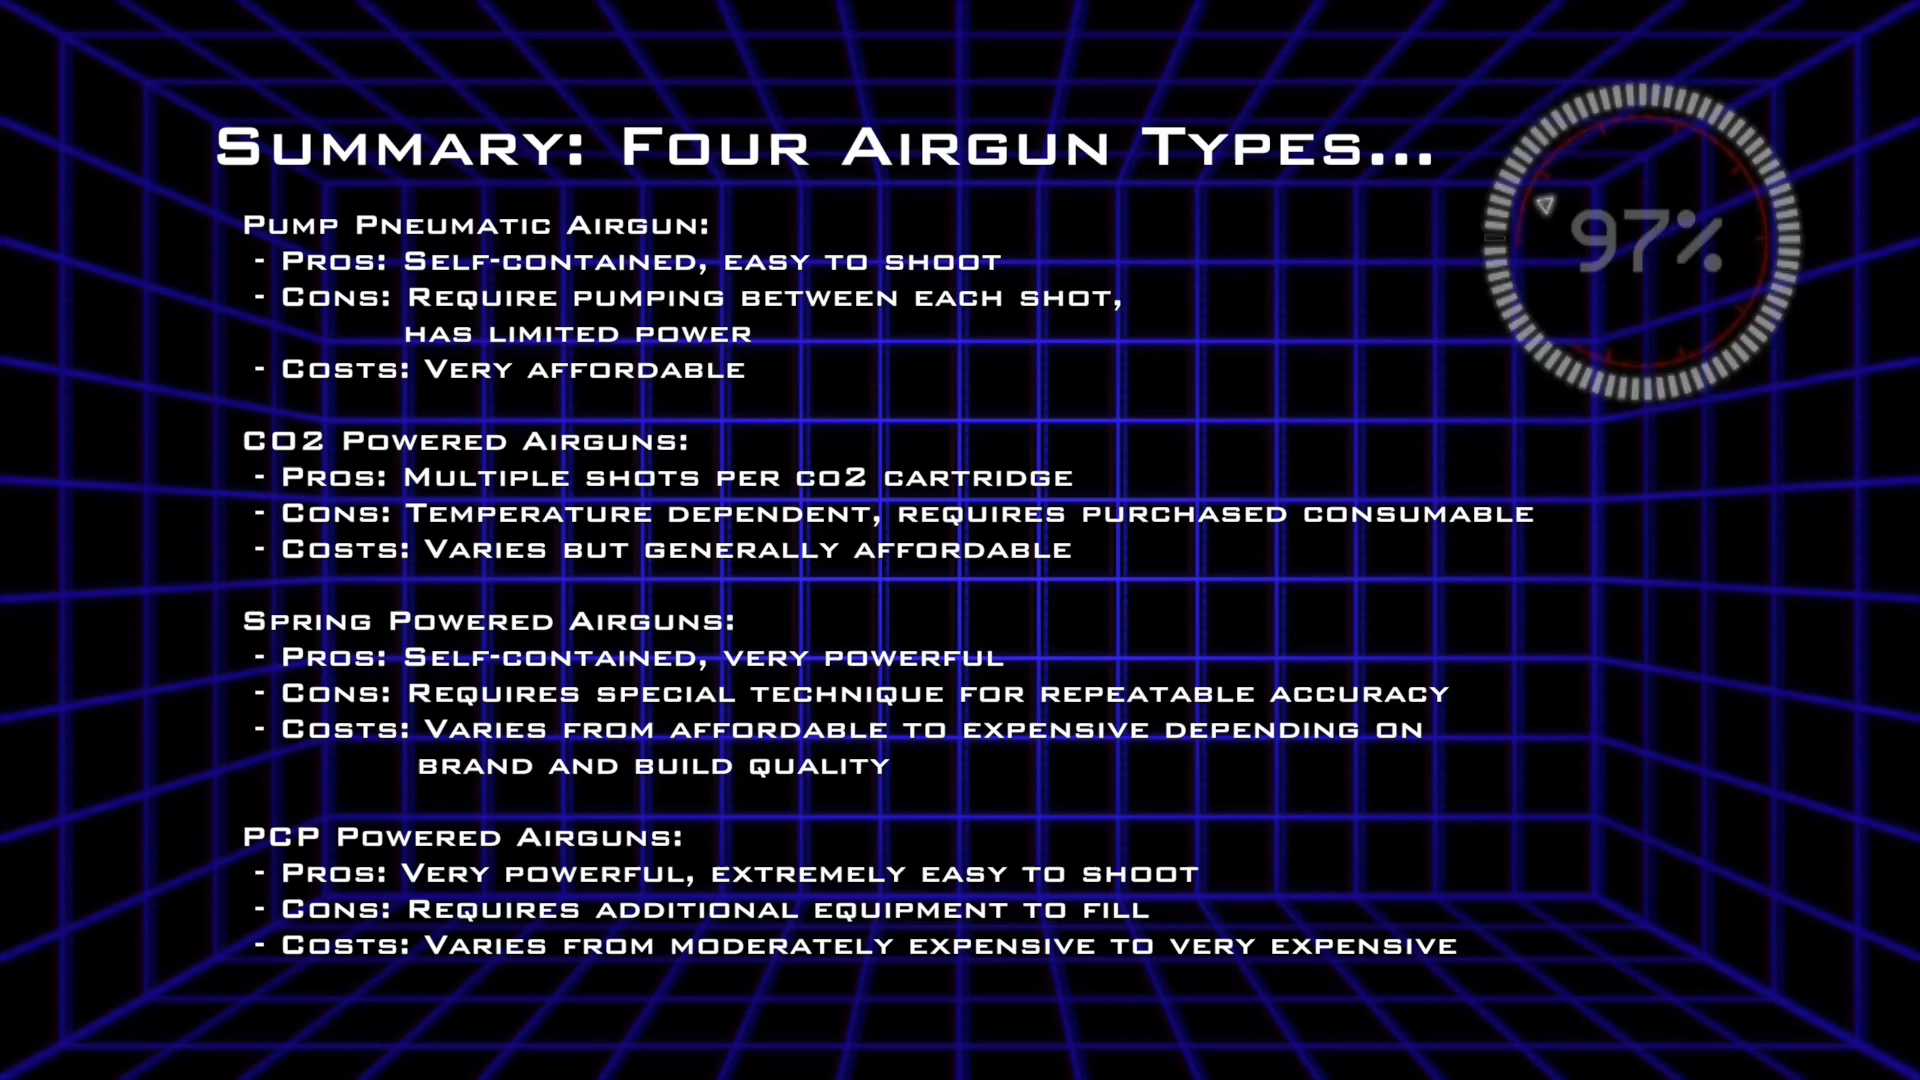 Summary: Four Airgun Types...
97%
Pump Pneumatic Airgun:
- Pros: Self-contained, easy to shoot
- Cons: Require pumping between each shot,
has limited power
- Costs: Very affordable
CO2 Powered Airguns:
- Pros: Multiple shots per co2 cartridge
- Cons: Temperature dependent, requires purchased consumable
- Costs: Varies but generally affordable
Spring Powered Airguns:
- Pros: Self-contained, very powerful
- Cons: Requires special technique for repeatable accuracy
- Costs: Varies from affordable to expensive depending on
brand and build quality
PCP Powered Airguns:
- Pros: Very powerful, extremely easy to shoot
- Cons: Requires additional equipment to fill
- Costs: Varies from moderately expensive to very expensive